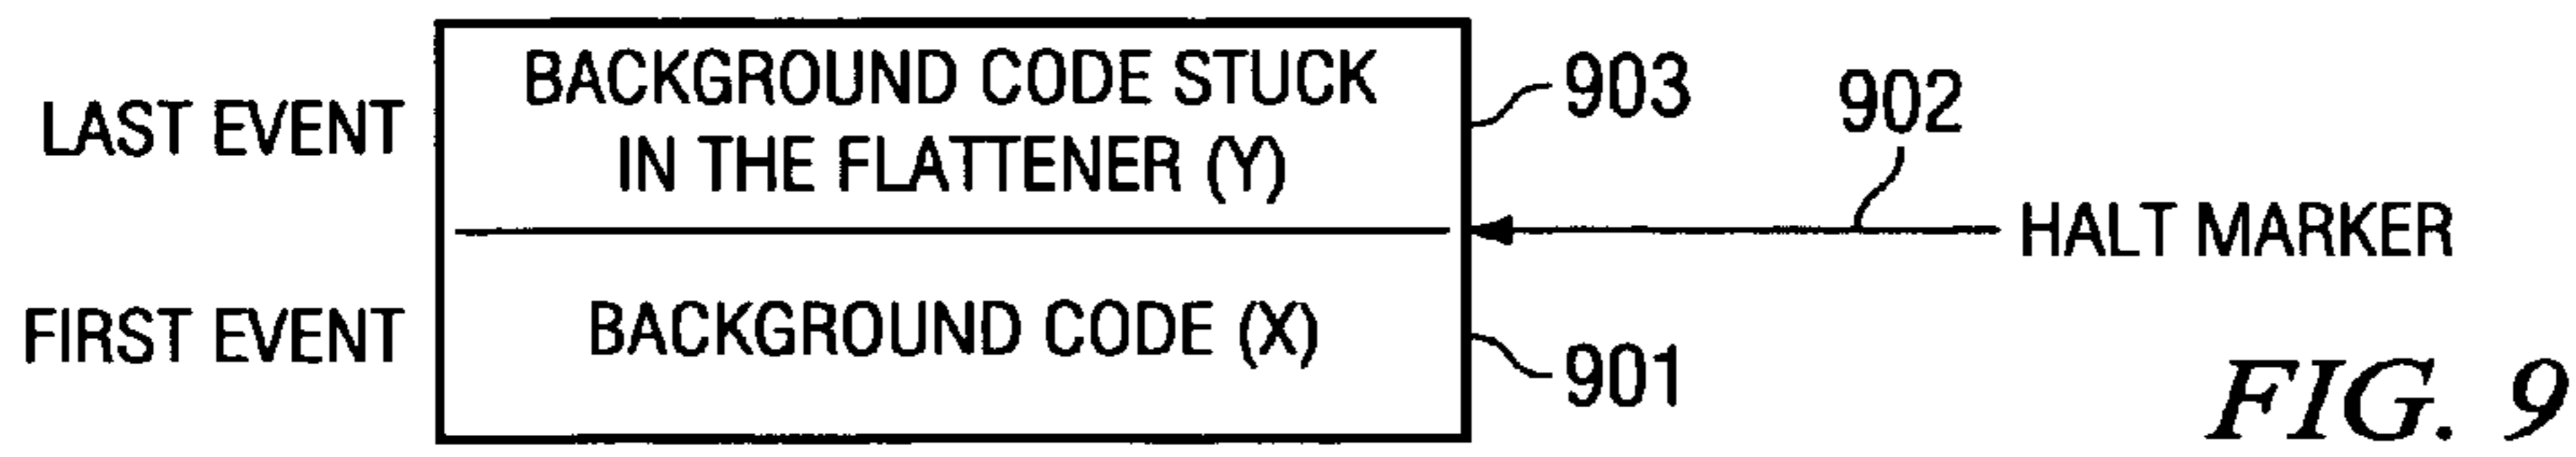 BACKGROUND CODE STUCK
IN THE FLATTENER (Y)
LAST EVENT
903
902
HALT MARKER
FIRST EVENT
BACKGROUND CODE (X)
901
FIG. 9